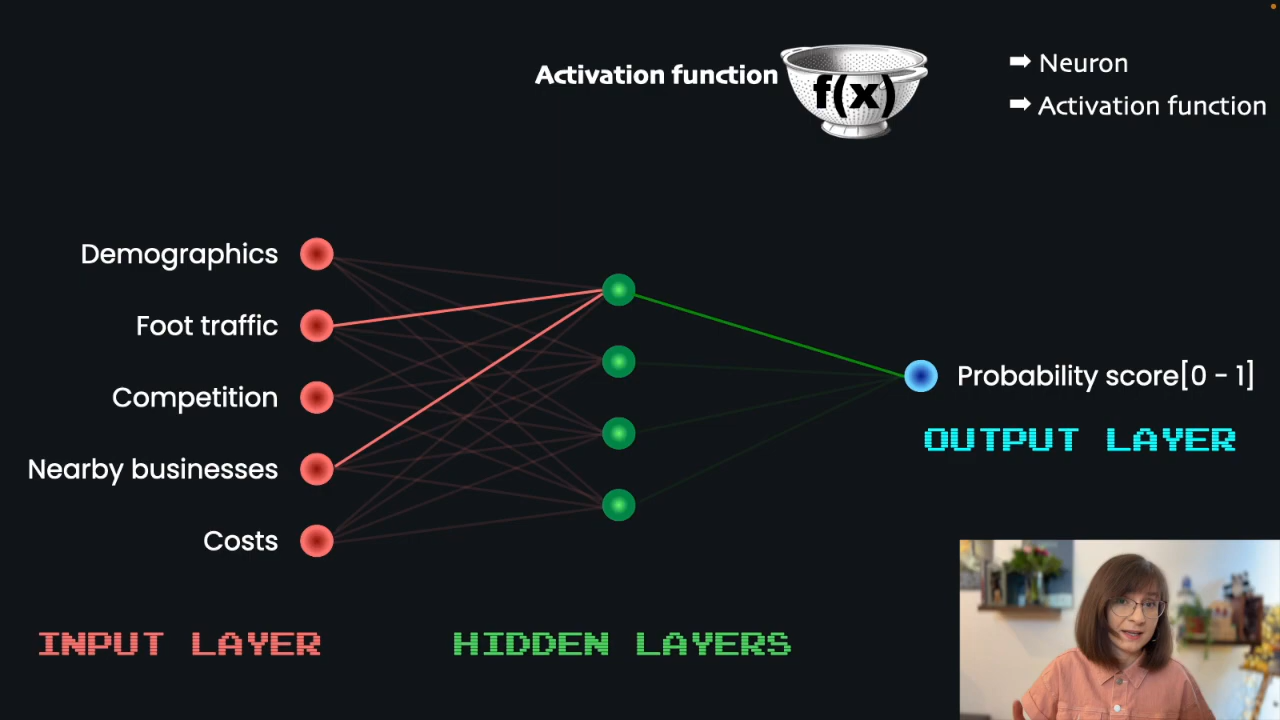 Activation function
f(x)
➡ Neuron
➡ Activation function
Demographics
Foot traffic
Competition
Nearby businesses
Costs
Probability score[0 - 1]
OUTPUT LAYER
INPUT LAYER
HIDDEN LAYERS